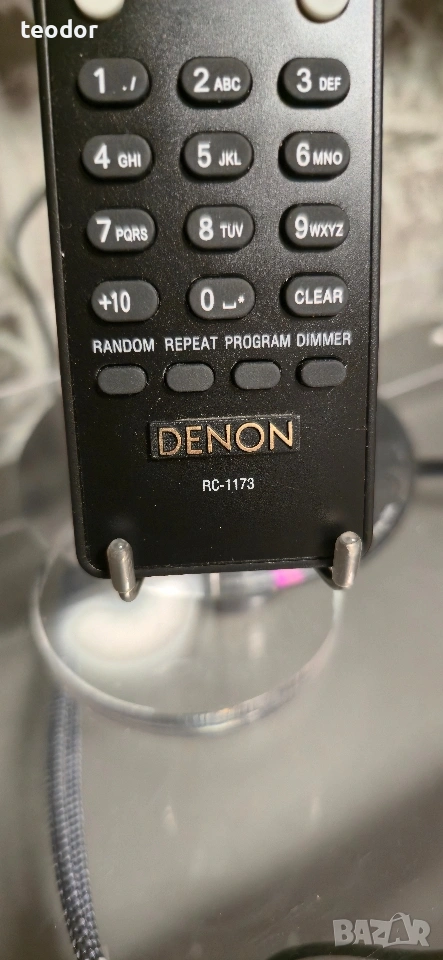 teodor
1 ./ 2 ABC 3 DEF
4 GHI 5 JKL 6 MNO
7 PQRS 8 TUV 9 WXYZ
+10 0 ⎵* CLEAR
RANDOM REPEAT PROGRAM DIMMER
DENON
RC-1173
BAZAR